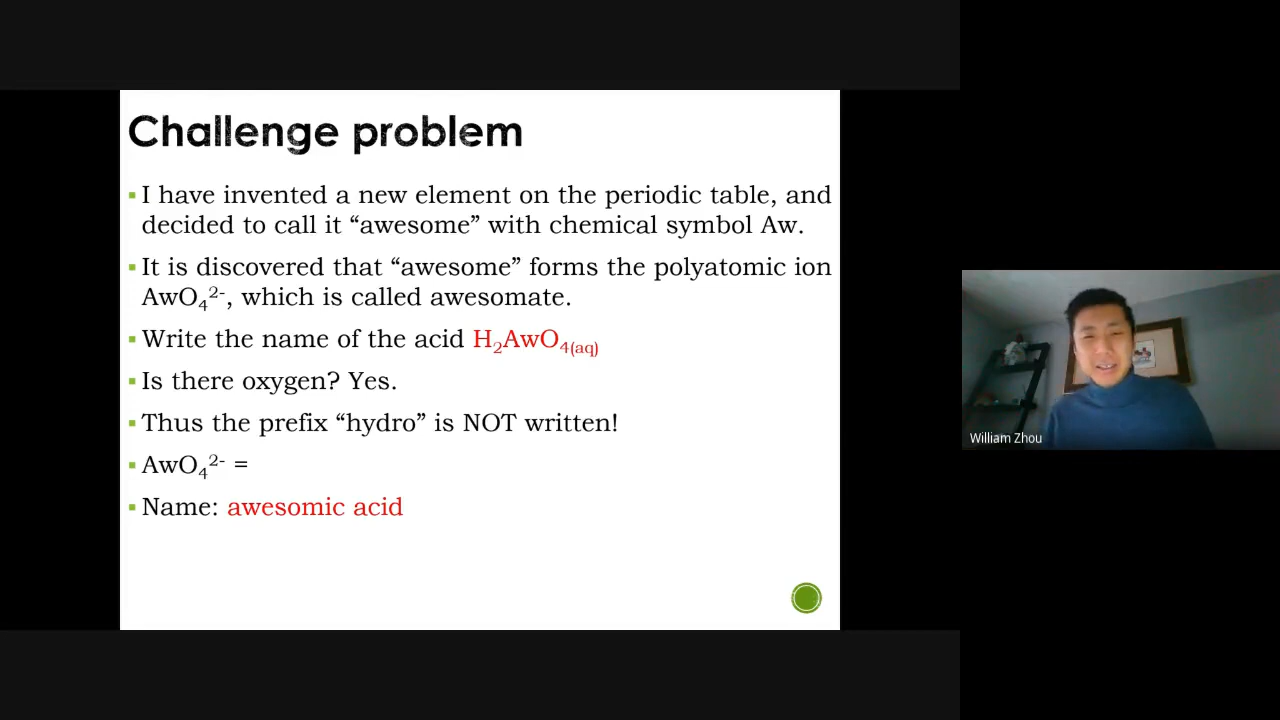 Challenge problem
I have invented a new element on the periodic table, and
decided to call it “awesome” with chemical symbol Aw.
It is discovered that “awesome” forms the polyatomic ion
AwO₄²⁻, which is called awesomate.
Write the name of the acid H₂AwO₄₍aq₎
Is there oxygen? Yes.
Thus the prefix “hydro” is NOT written!
AwO₄²⁻ =
Name: awesomic acid
William Zhou